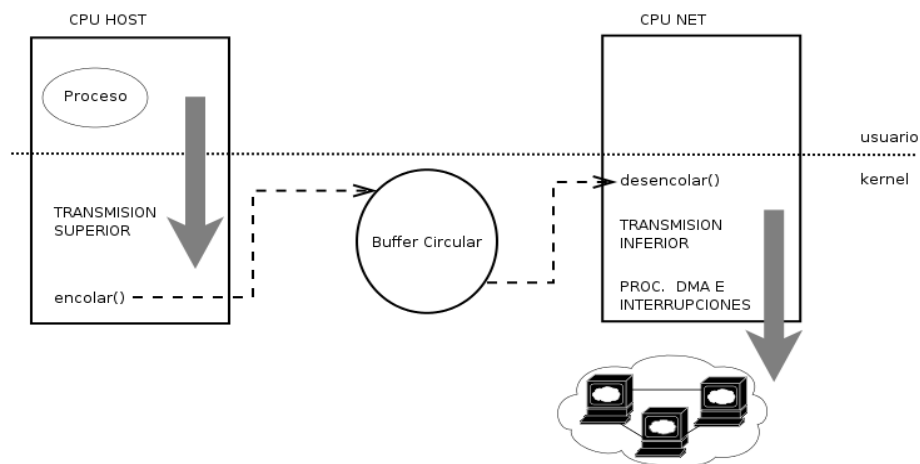 CPU HOST
CPU NET
Proceso
usuario
kernel
desencolar()
TRANSMISION
SUPERIOR
Buffer Circular
TRANSMISION
INFERIOR
encolar()
PROC. DMA E
INTERRUPCIONES